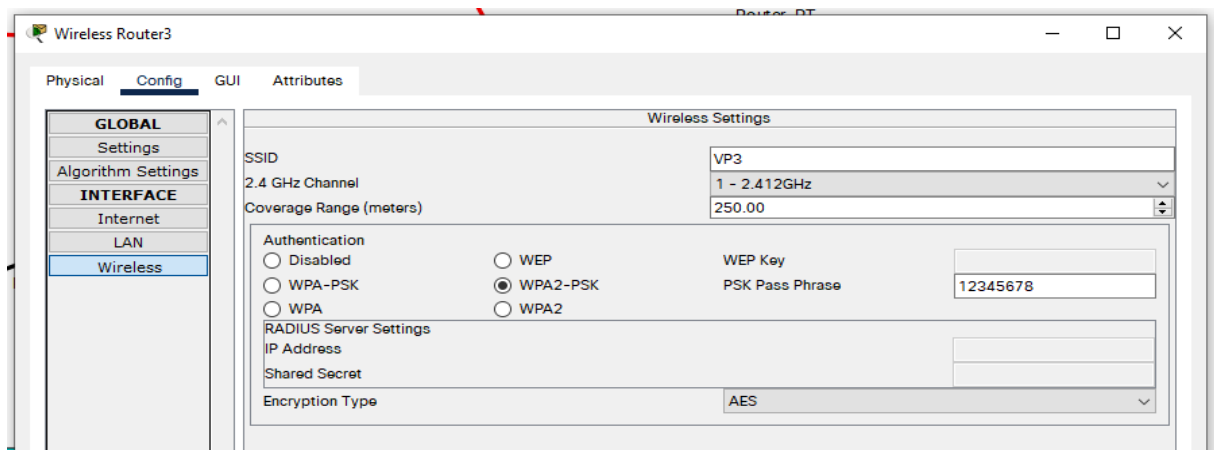 Router-PT
Wireless Router3
Physical Config GUI Attributes
GLOBAL
Settings
Algorithm Settings
INTERFACE
Internet
LAN
Wireless
Wireless Settings
SSID VP3
2.4 GHz Channel 1 - 2.412GHz
Coverage Range (meters) 250.00
Authentication
Disabled WEP WEP Key
WPA-PSK WPA2-PSK PSK Pass Phrase 12345678
WPA WPA2
RADIUS Server Settings
IP Address
Shared Secret
Encryption Type AES